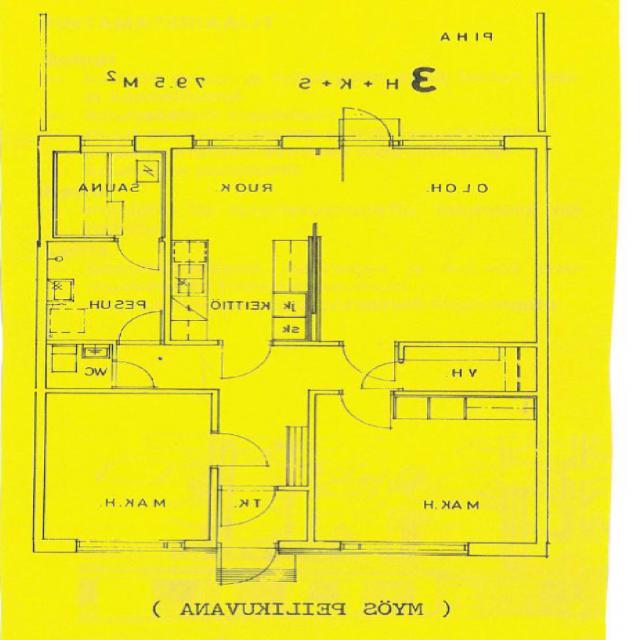 PIHA
3 H+K+S 79.5 M²
SAUNA
RUOK.
OLOH.
PESUH.
KEITTIÖ
jk
sk
WC
VH
MAK.H.
TK.
MAK.H
( MYÖS PEILIKUVANA )